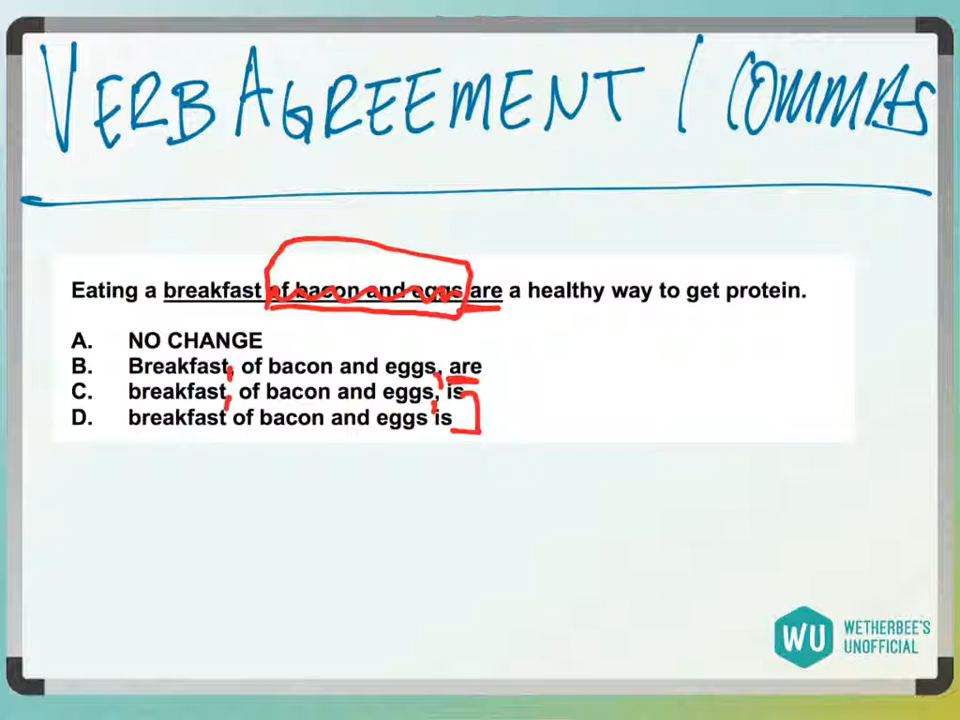 VERB AGREEMENT / COMMAS
Eating a breakfast of bacon and eggs are a healthy way to get protein.
A. NO CHANGE
B. Breakfast, of bacon and eggs, are
C. breakfast, of bacon and eggs, is
D. breakfast of bacon and eggs is
WU WETHERBEE'S
UNOFFICIAL